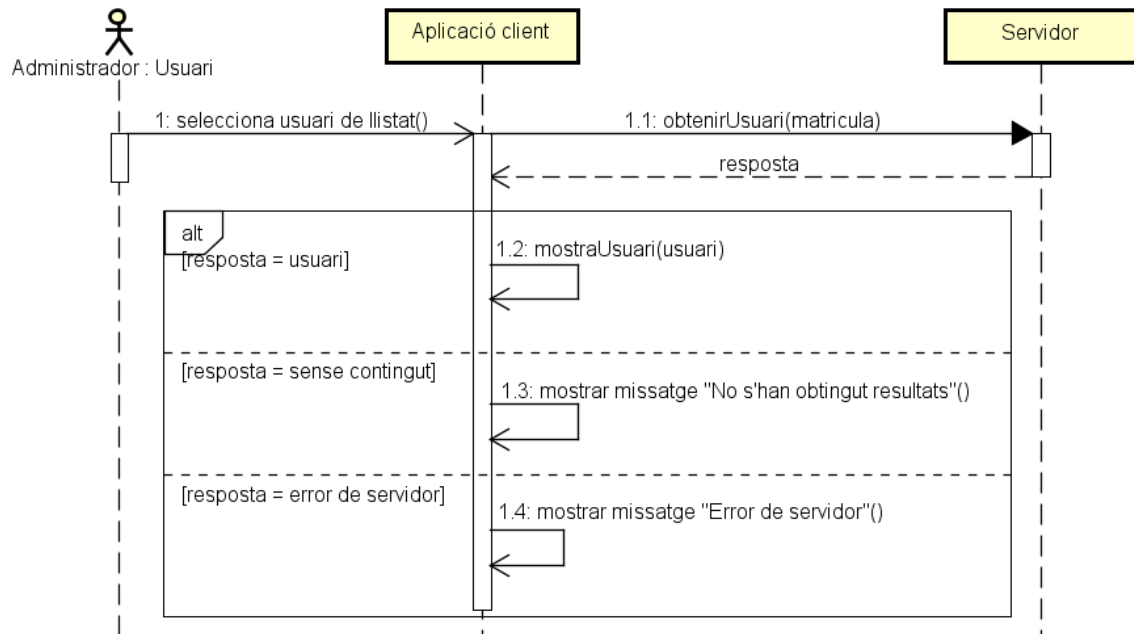 Aplicació client
Servidor
Administrador : Usuari
1: selecciona usuari de llistat()
1.1: obtenirUsuari(matricula)
resposta
alt
[resposta = usuari]
1.2: mostraUsuari(usuari)
[resposta = sense contingut]
1.3: mostrar missatge "No s'han obtingut resultats"()
[resposta = error de servidor]
1.4: mostrar missatge "Error de servidor"()